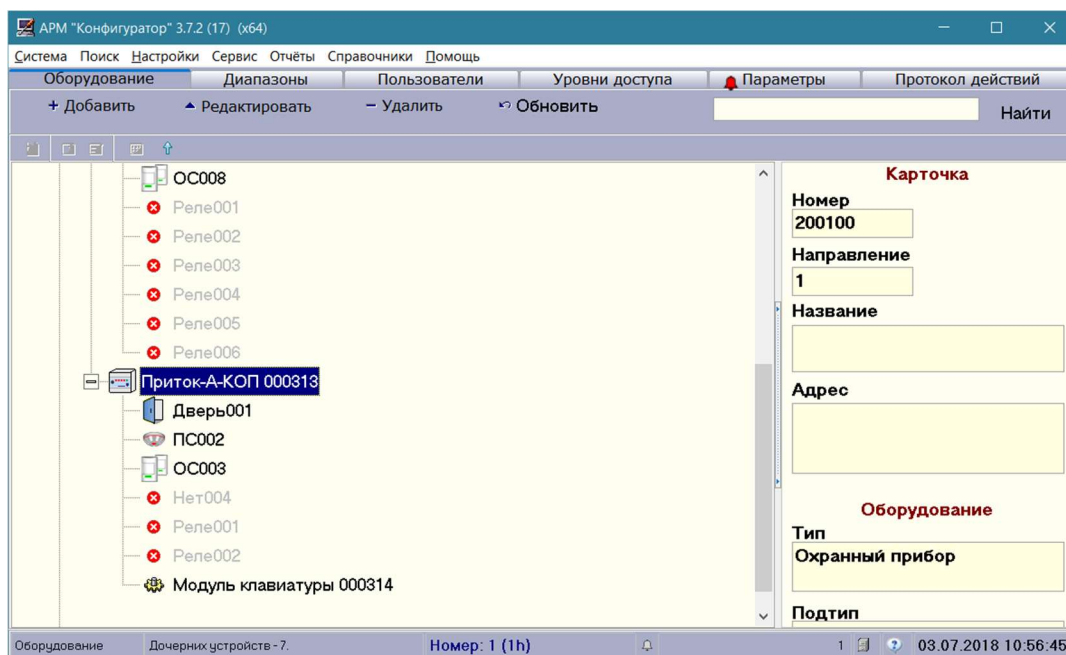 АРМ "Конфигуратор" 3.7.2 (17) (x64)
Система Поиск Настройки Сервис Отчёты Справочники Помощь
Оборудование Диапазоны Пользователи Уровни доступа Параметры Протокол действий
+ Добавить Редактировать − Удалить Обновить Найти
ОС008
Реле001
Реле002
Реле003
Реле004
Реле005
Реле006
Приток-А-КОП 000313
Дверь001
ПС002
ОС003
Нет004
Реле001
Реле002
Модуль клавиатуры 000314
Карточка
Номер
200100
Направление
1
Название
Адрес
Оборудование
Тип
Охранный прибор
Подтип
Оборудование Дочерних устройств - 7. Номер: 1 (1h) 1 03.07.2018 10:56:45